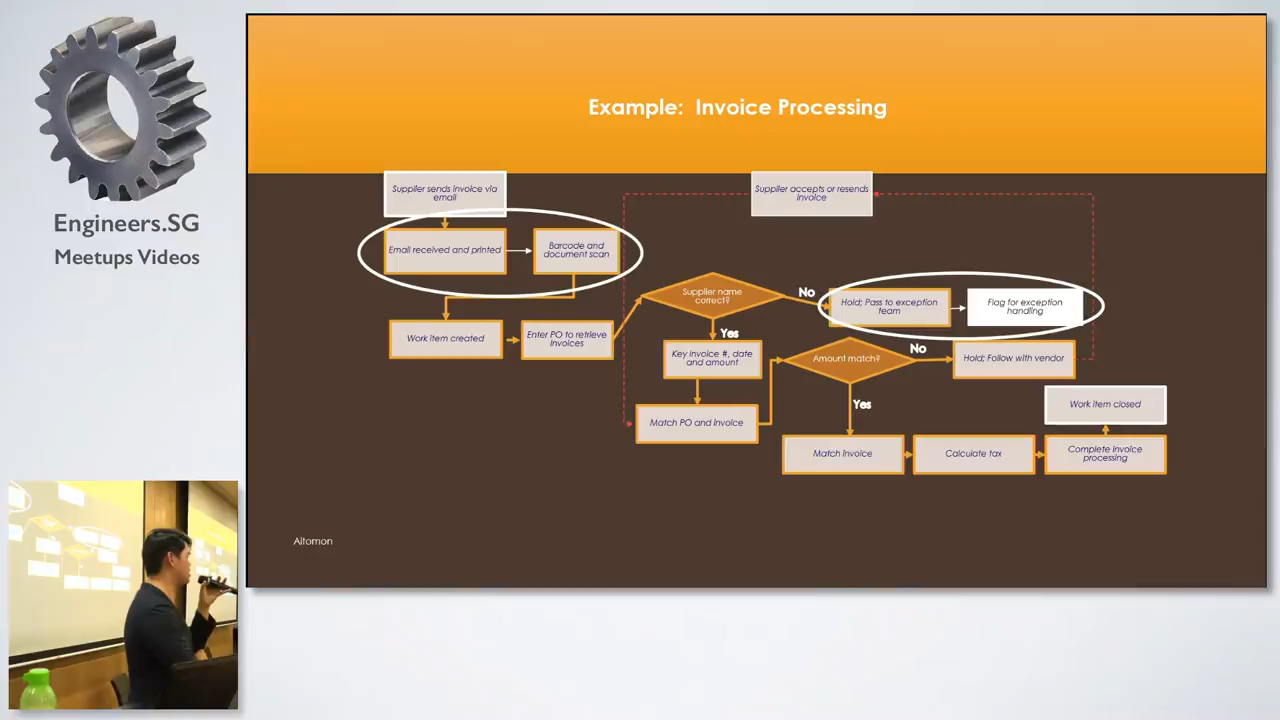 Engineers.SG
Meetups Videos
Example: Invoice Processing
Supplier sends invoice via
email
Supplier accepts or resends
invoice
Email received and printed
Barcode and
document scan
Supplier name
correct?
No
Hold; Pass to exception
team
Flag for exception
handling
Work item created
Enter PO to retrieve
invoices
Yes
Key invoice #, date
and amount
Amount match?
No
Hold; Follow with vendor
Yes
Work item closed
Match PO and Invoice
Match Invoice
Calculate tax
Complete invoice
processing
Aitomon